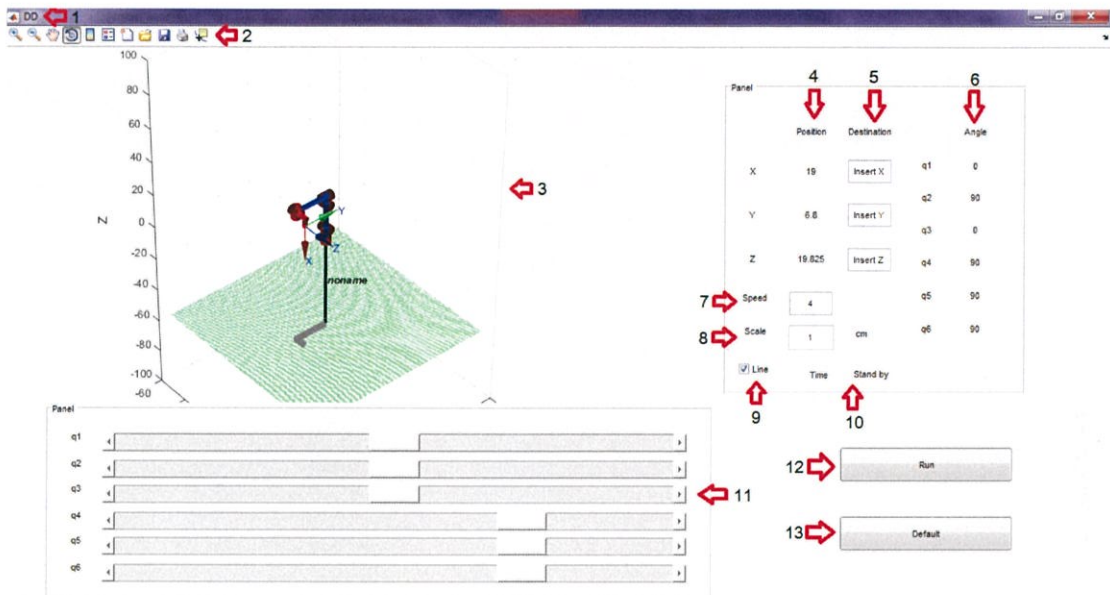 DD 1
2
100
80
60
40
20
0
-20
-40
-60
-80
-100
-60
Z
Y
Z
X
noname
3
4 5 6
Panel
Position Destination Angle
X 19 Insert X
Y 6.8 Insert Y
Z 19.825 Insert Z
q1 0
q2 90
q3 0
q4 90
q5 90
q6 90
7 Speed 4
8 Scale 1 cm
Line Time Stand by
9 10
Panel
q1
q2
q3
q4
q5
q6
11
12 Run
13 Default